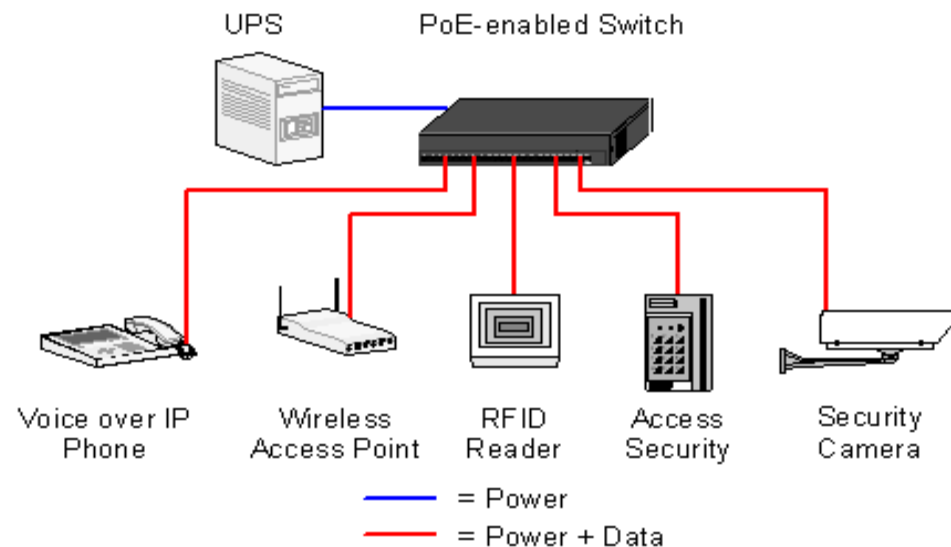 UPS
PoE-enabled Switch
Voice over IP
Phone
Wireless
Access Point
RFID
Reader
Access
Security
Security
Camera
= Power
= Power + Data